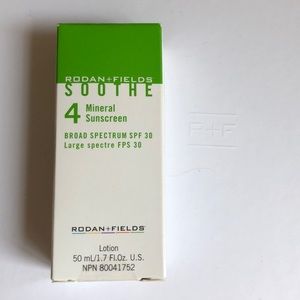 RODAN+FIELDS
SOOTHE
4 Mineral
Sunscreen
BROAD SPECTRUM SPF 30
Large spectre FPS 30
RODAN+FIELDS
Lotion
50 mL/1.7 Fl.Oz. U.S.
NPN 80041752
R+F